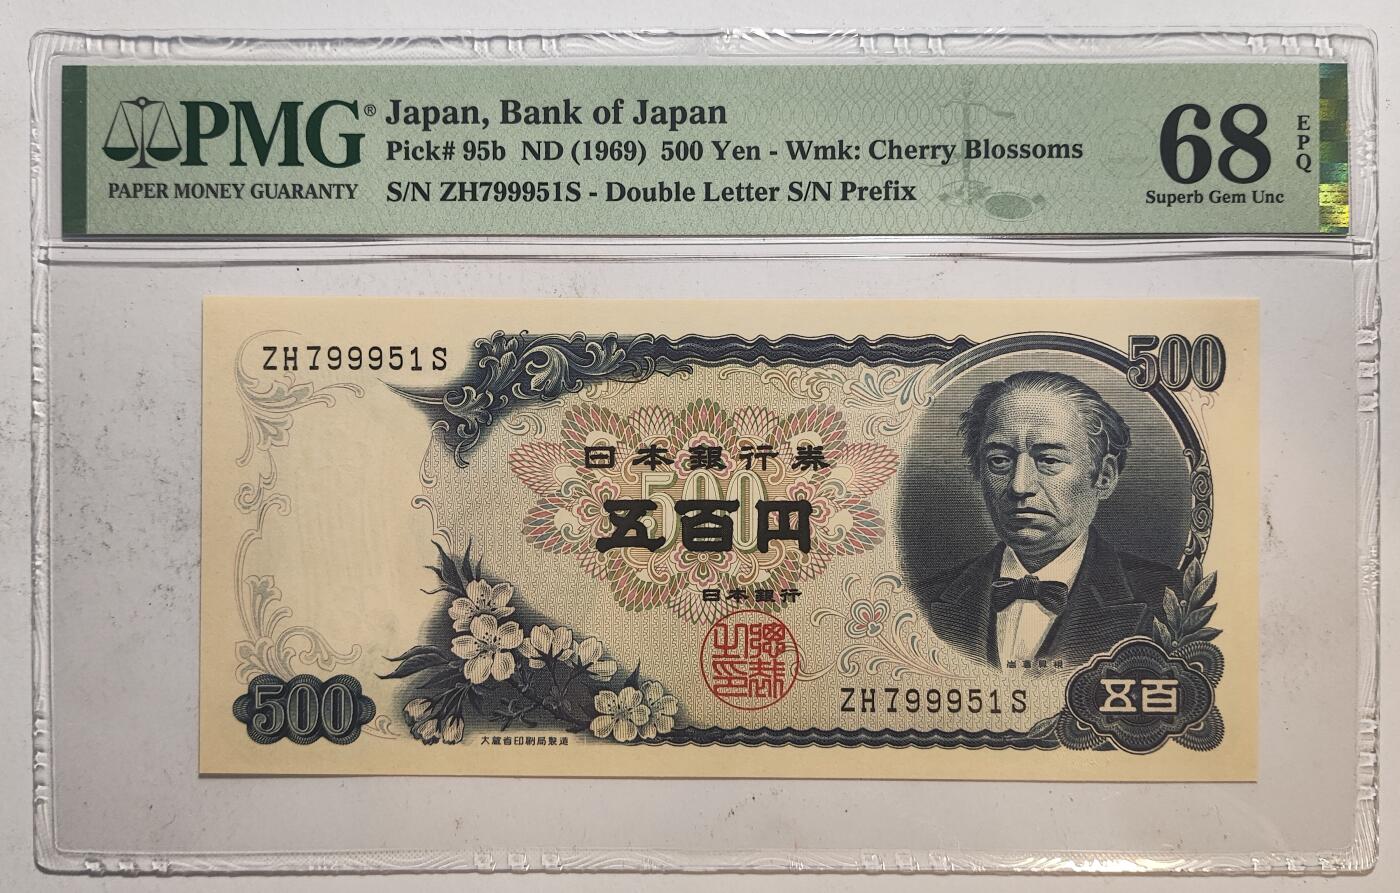 PMG®
PAPER MONEY GUARANTY
Japan, Bank of Japan
Pick# 95b ND (1969) 500 Yen - Wmk: Cherry Blossoms
S/N ZH799951S - Double Letter S/N Prefix
68
EPQ
Superb Gem Unc
ZH799951S
500
日本銀行券
500
五百円
日本銀行
ZH799951S
500
五百
大蔵省印刷局製造